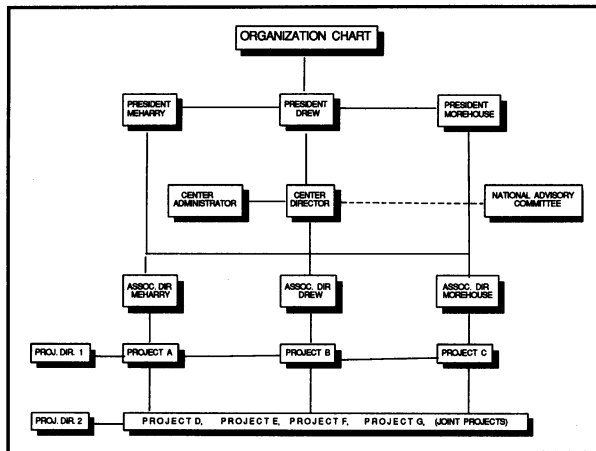 ORGANIZATION CHART
PRESIDENT
MEHARRY
PRESIDENT
DREW
PRESIDENT
MOREHOUSE
CENTER
ADMINISTRATOR
CENTER
DIRECTOR
NATIONAL ADVISORY
COMMITTEE
ASSOC. DIR
MEHARRY
ASSOC. DIR
DREW
ASSOC. DIR
MOREHOUSE
PROJ. DIR. 1
PROJECT A
PROJECT B
PROJECT C
PROJ. DIR. 2
PROJECT D, PROJECT E, PROJECT F, PROJECT G, (JOINT PROJECTS)